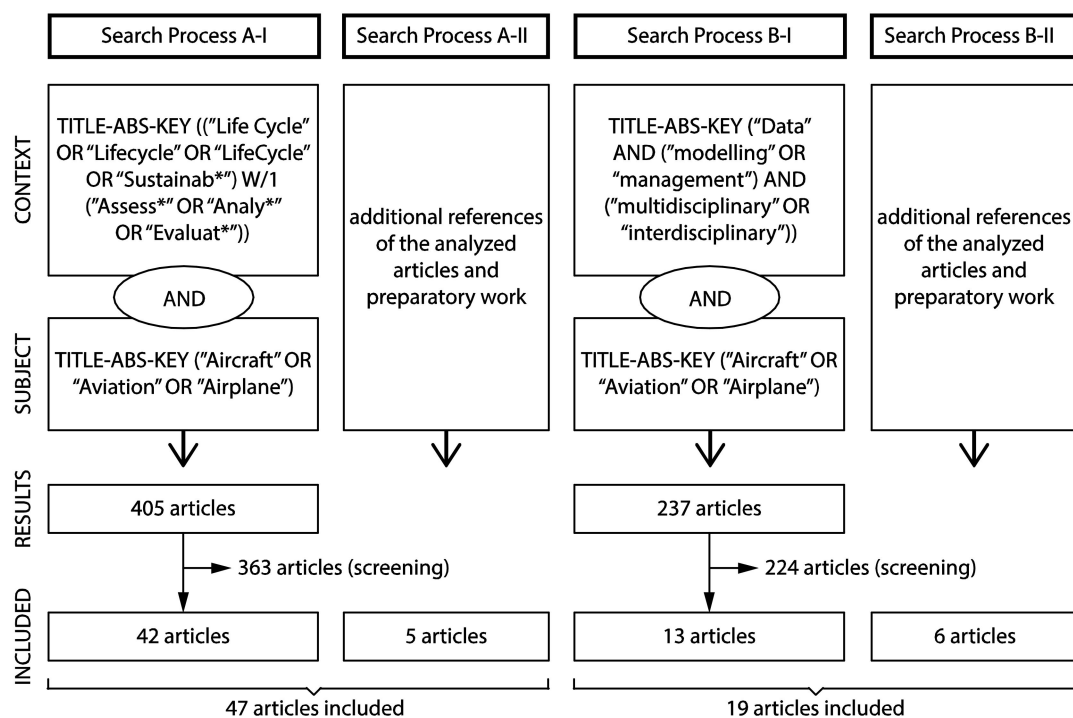 Search Process A-I
Search Process A-II
Search Process B-I
Search Process B-II
CONTEXT
TITLE-ABS-KEY ((”Life Cycle”
OR “Lifecycle” OR “LifeCycle”
OR “Sustainab*”) W/1
(”Assess*” OR “Analy*”
OR “Evaluat*”))
additional references
of the analyzed
articles and
preparatory work
TITLE-ABS-KEY (“Data”
AND (”modelling” OR
“management”) AND
(”multidisciplinary” OR
“interdisciplinary”))
additional references
of the analyzed
articles and
preparatory work
AND
AND
SUBJECT
TITLE-ABS-KEY (”Aircraft” OR
“Aviation” OR “Airplane”)
TITLE-ABS-KEY (”Aircraft” OR
“Aviation” OR “Airplane”)
RESULTS
405 articles
237 articles
363 articles (screening)
224 articles (screening)
INCLUDED
42 articles
5 articles
13 articles
6 articles
47 articles included
19 articles included